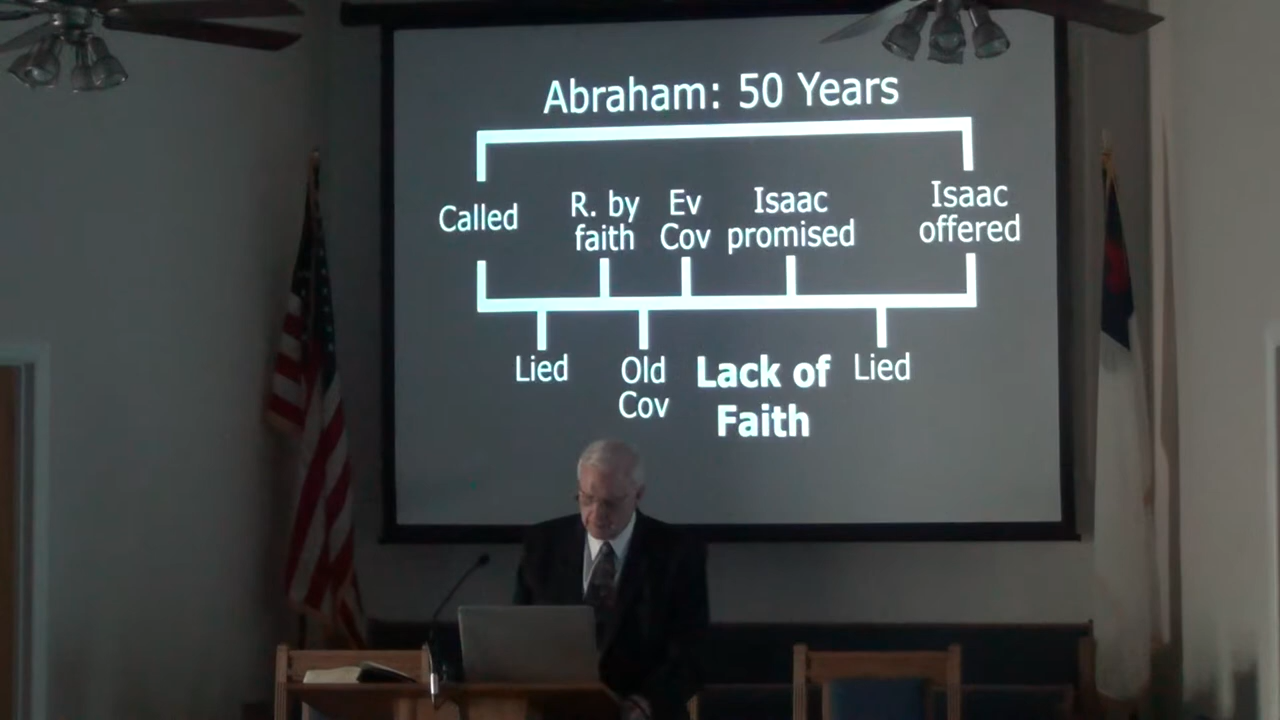 Abraham: 50 Years
Called
R. by
faith
Ev
Cov
Isaac
promised
Isaac
offered
Lied
Old
Cov
Lack of
Faith
Lied